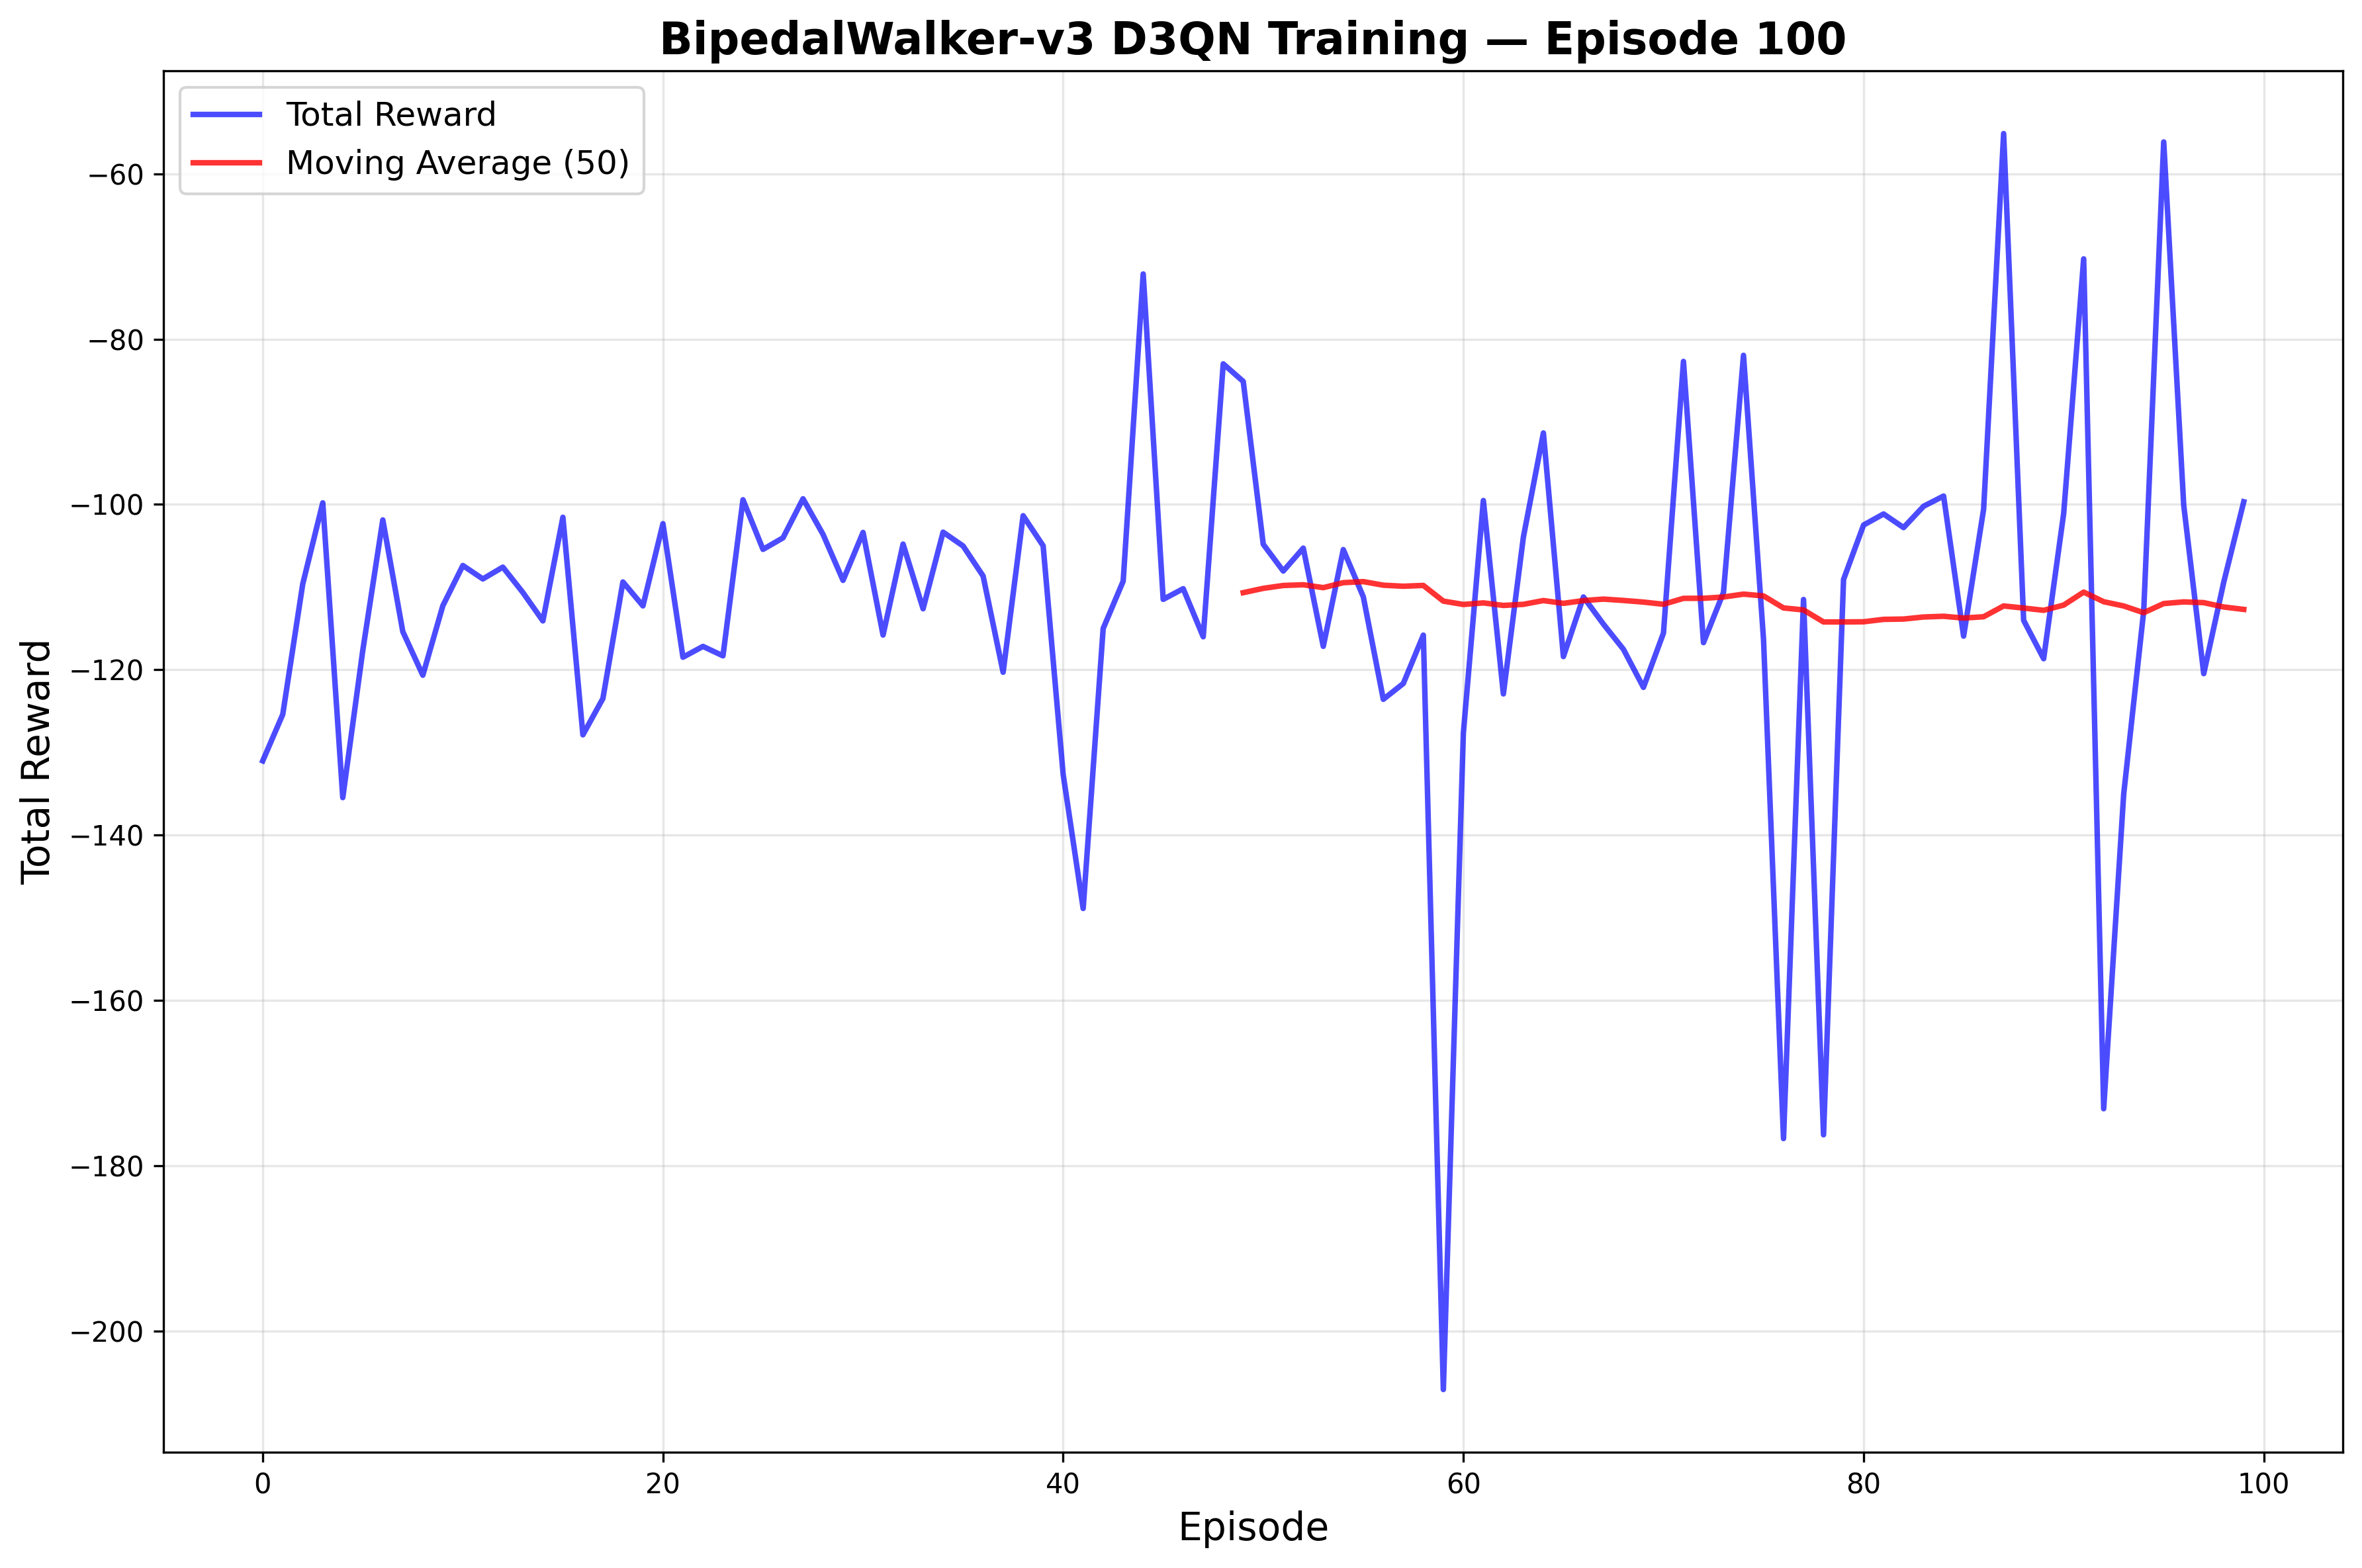 BipedalWalker-v3 D3QN Training — Episode 100
Total Reward
Moving Average (50)
−60
−80
−100
−120
−140
−160
−180
−200
Total Reward
0
20
40
60
80
100
Episode